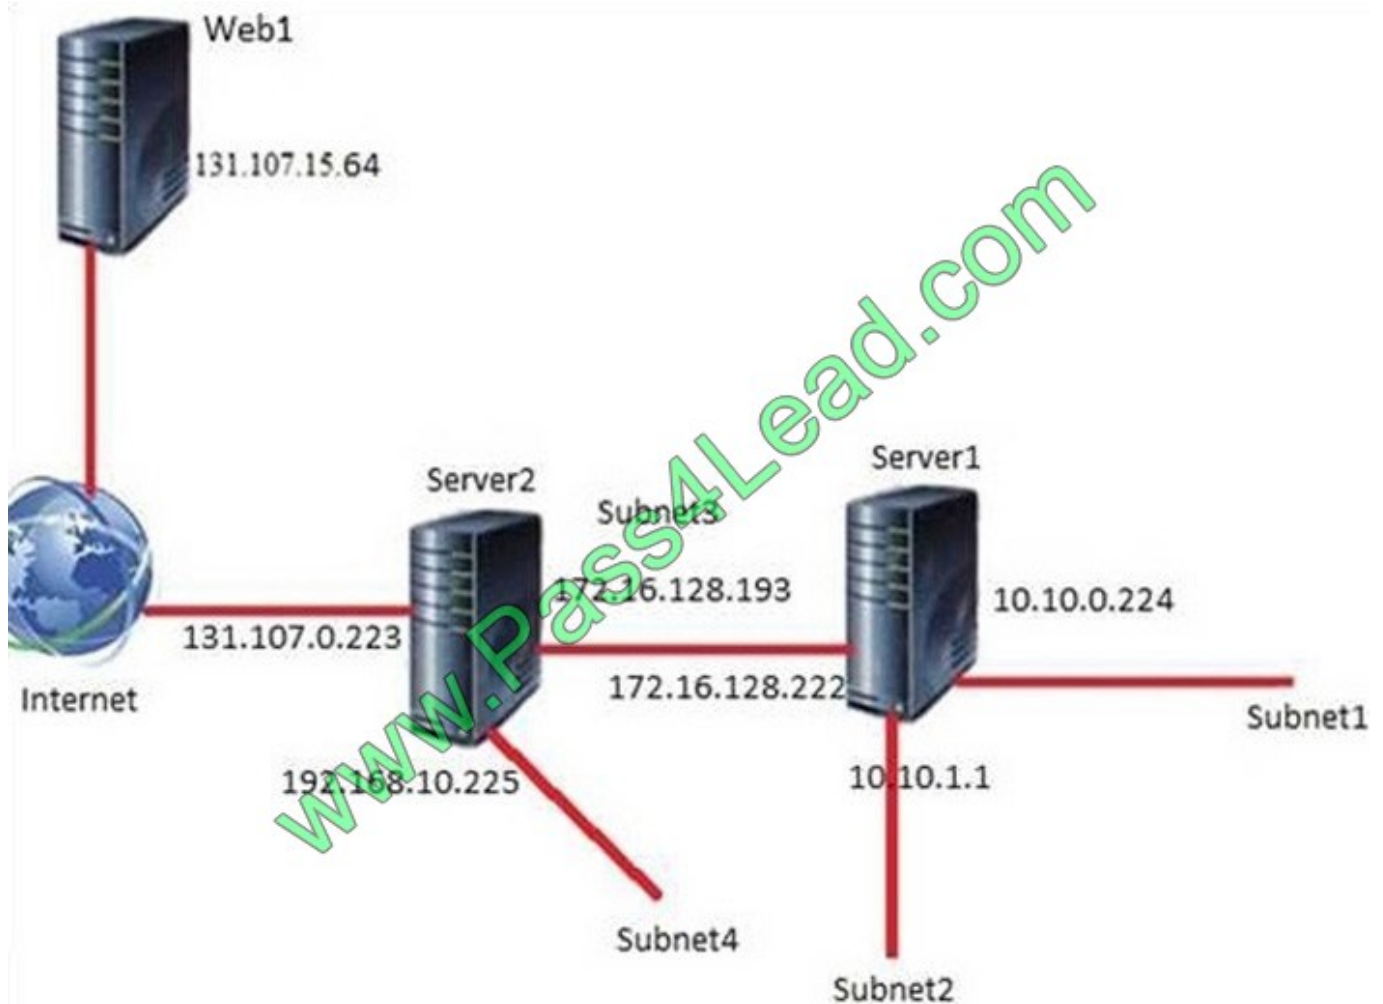 Web1
131.107.15.64
Server1
Server2
Subnet3
172.16.128.193
10.10.0.224
131.107.0.223
172.16.128.222
Internet
Subnet1
192.168.10.225
10.10.1.1
Subnet4
Subnet2
www.Pass4Lead.com